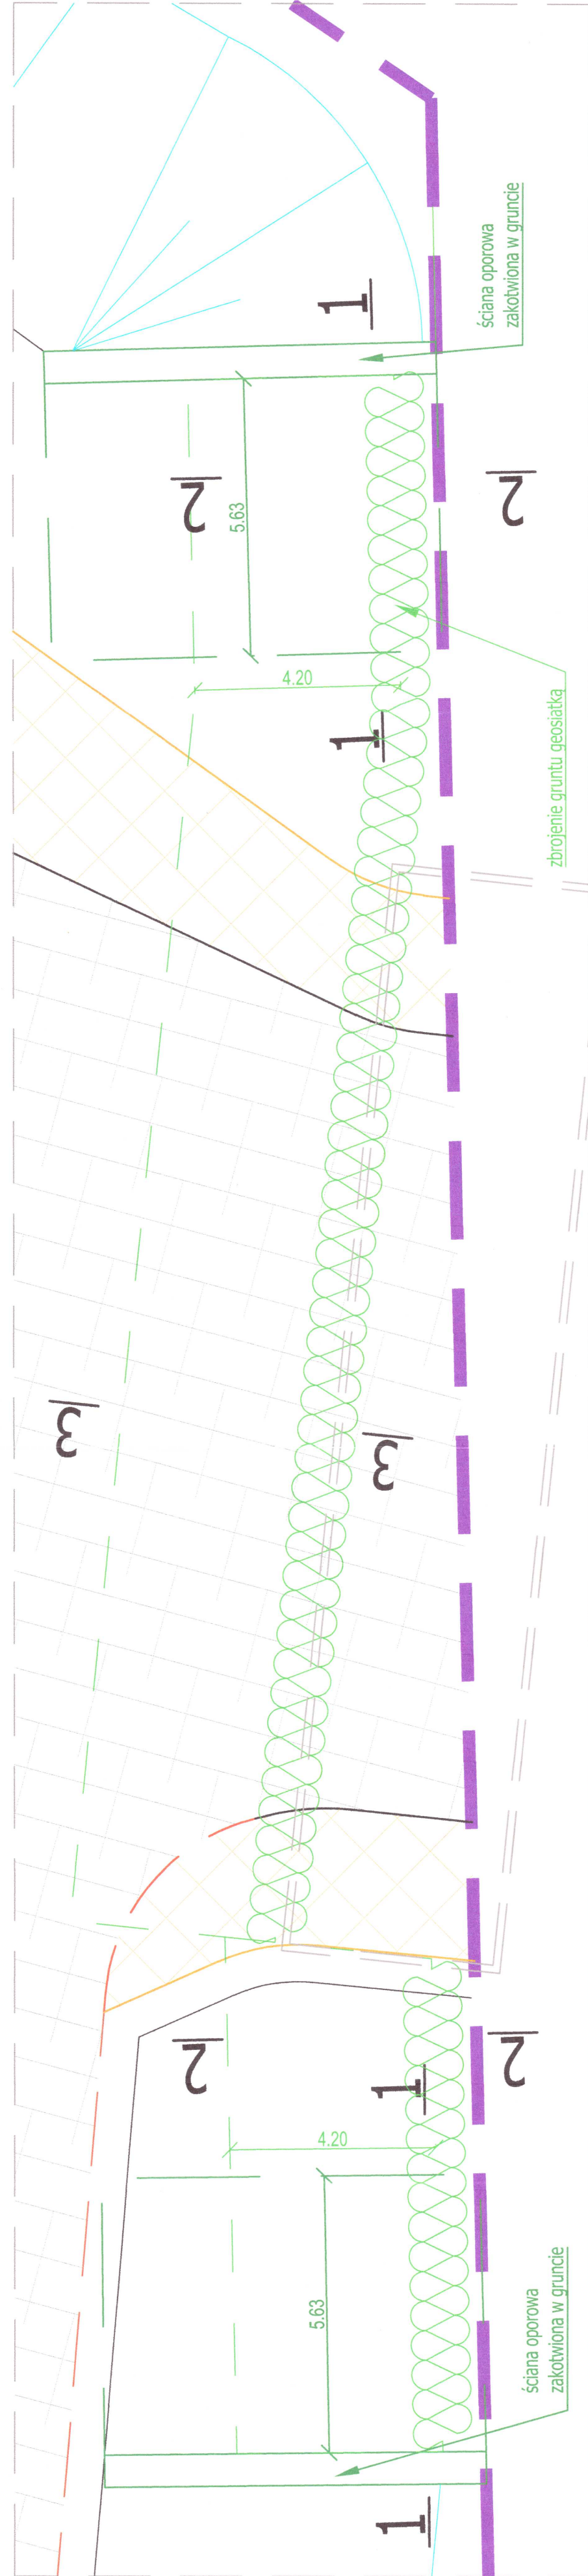 ściana oporowa
zakotwiona w gruncie
1
2
2
5.63
4.20
1
zbrojenie gruntu geosiatką
3
3
2
2
1
4.20
5.63
ściana oporowa
zakotwiona w gruncie
1